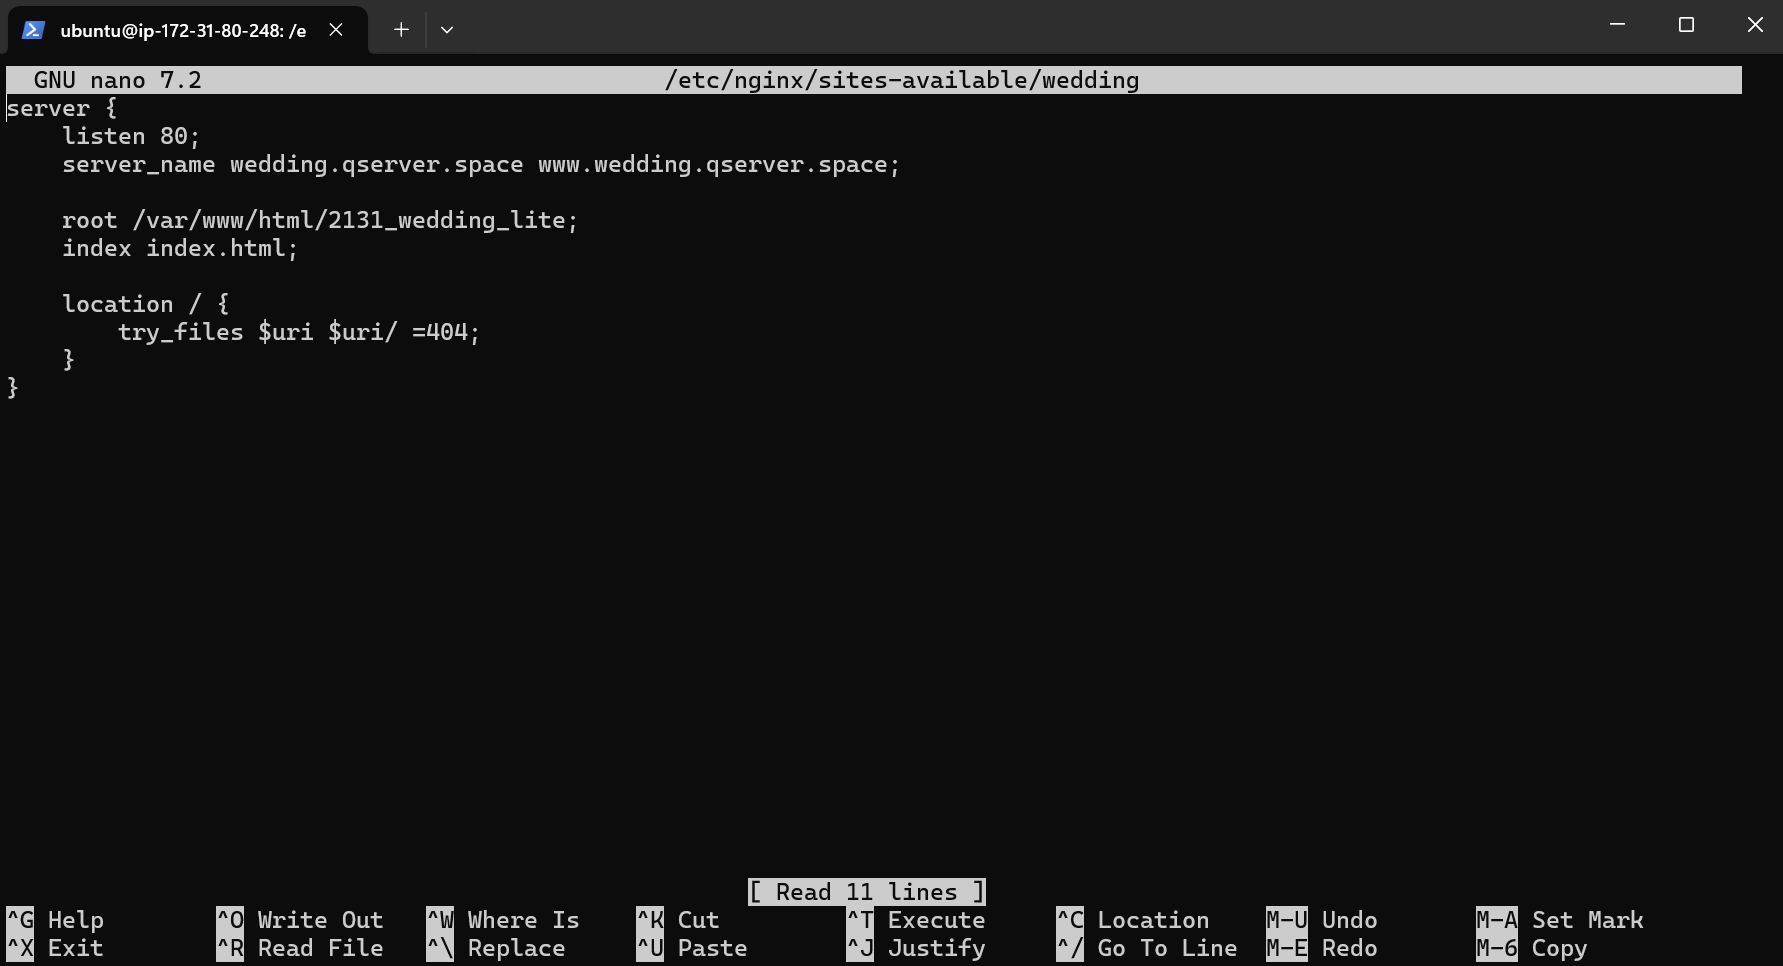 ubuntu@ip-172-31-80-248: /e
GNU nano 7.2 /etc/nginx/sites-available/wedding
server {
    listen 80;
    server_name wedding.qserver.space www.wedding.qserver.space;

    root /var/www/html/2131_wedding_lite;
    index index.html;

    location / {
        try_files $uri $uri/ =404;
    }
}
[ Read 11 lines ]
^G Help ^O Write Out ^W Where Is ^K Cut ^T Execute ^C Location M-U Undo M-A Set Mark
^X Exit ^R Read File ^\ Replace ^U Paste ^J Justify ^/ Go To Line M-E Redo M-6 Copy